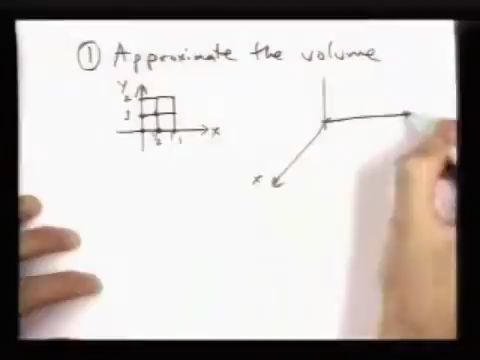 ① Approximate the volume
Y
2
1
½ 1 x
x